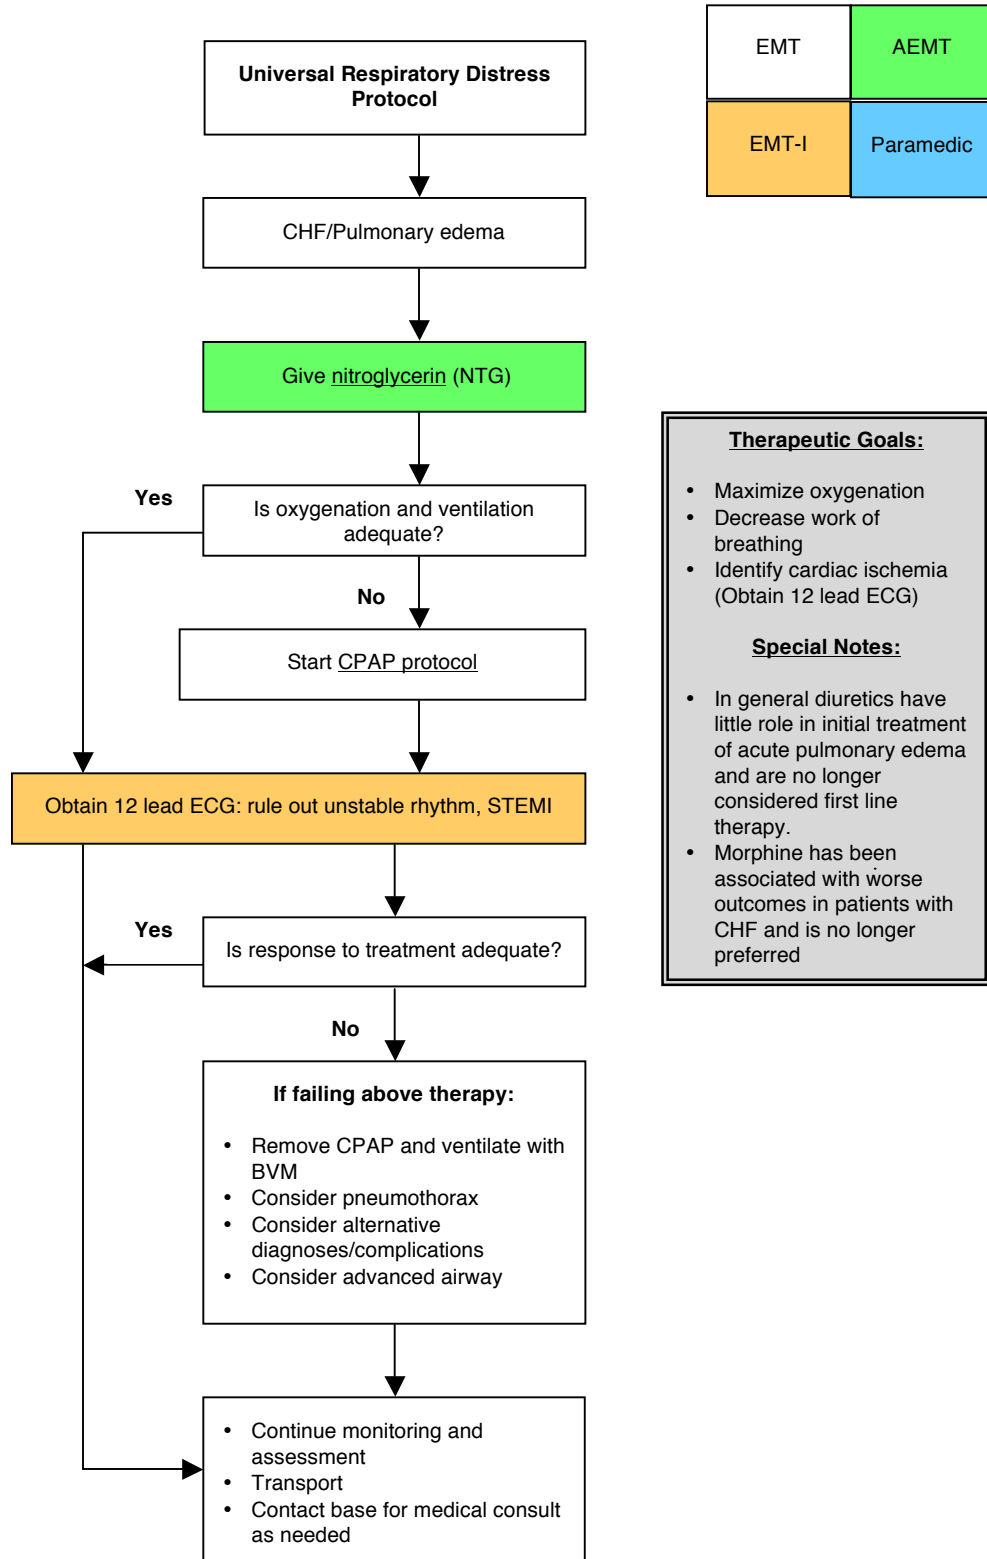 Universal Respiratory Distress
Protocol
EMT
AEMT
EMT-I
Paramedic
CHF/Pulmonary edema
Give nitroglycerin (NTG)
Yes
Is oxygenation and ventilation
adequate?
No
Start CPAP protocol
Obtain 12 lead ECG: rule out unstable rhythm, STEMI
Yes
Is response to treatment adequate?
No
If failing above therapy:
• Remove CPAP and ventilate with
BVM
• Consider pneumothorax
• Consider alternative
diagnoses/complications
• Consider advanced airway
• Continue monitoring and
assessment
• Transport
• Contact base for medical consult
as needed
Therapeutic Goals:
• Maximize oxygenation
• Decrease work of
breathing
• Identify cardiac ischemia
(Obtain 12 lead ECG)
Special Notes:
• In general diuretics have
little role in initial treatment
of acute pulmonary edema
and are no longer
considered first line
therapy.
• Morphine has been
associated with worse
outcomes in patients with
CHF and is no longer
preferred